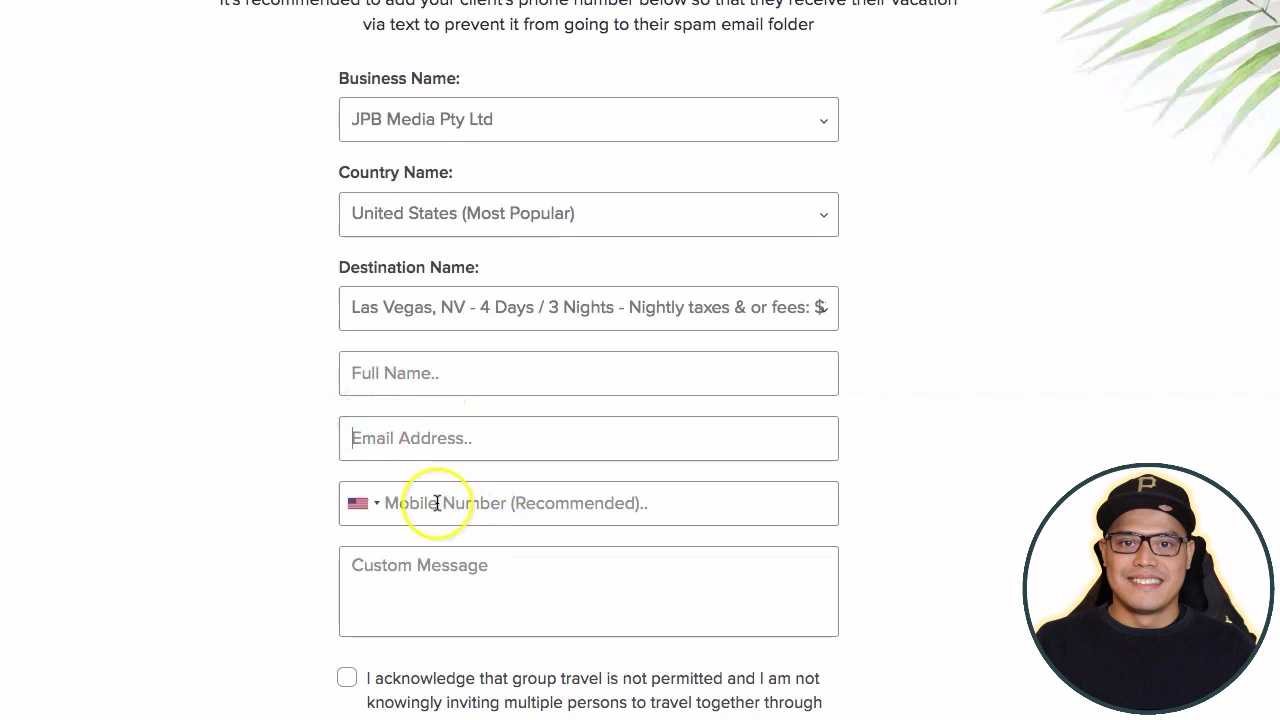 It's recommended to add your client's phone number below so that they receive their vacation
via text to prevent it from going to their spam email folder
Business Name:
JPB Media Pty Ltd
Country Name:
United States (Most Popular)
Destination Name:
Las Vegas, NV - 4 Days / 3 Nights - Nightly taxes & or fees: $
Full Name..
Email Address..
Mobile Number (Recommended)..
Custom Message
I acknowledge that group travel is not permitted and I am not
knowingly inviting multiple persons to travel together through
P